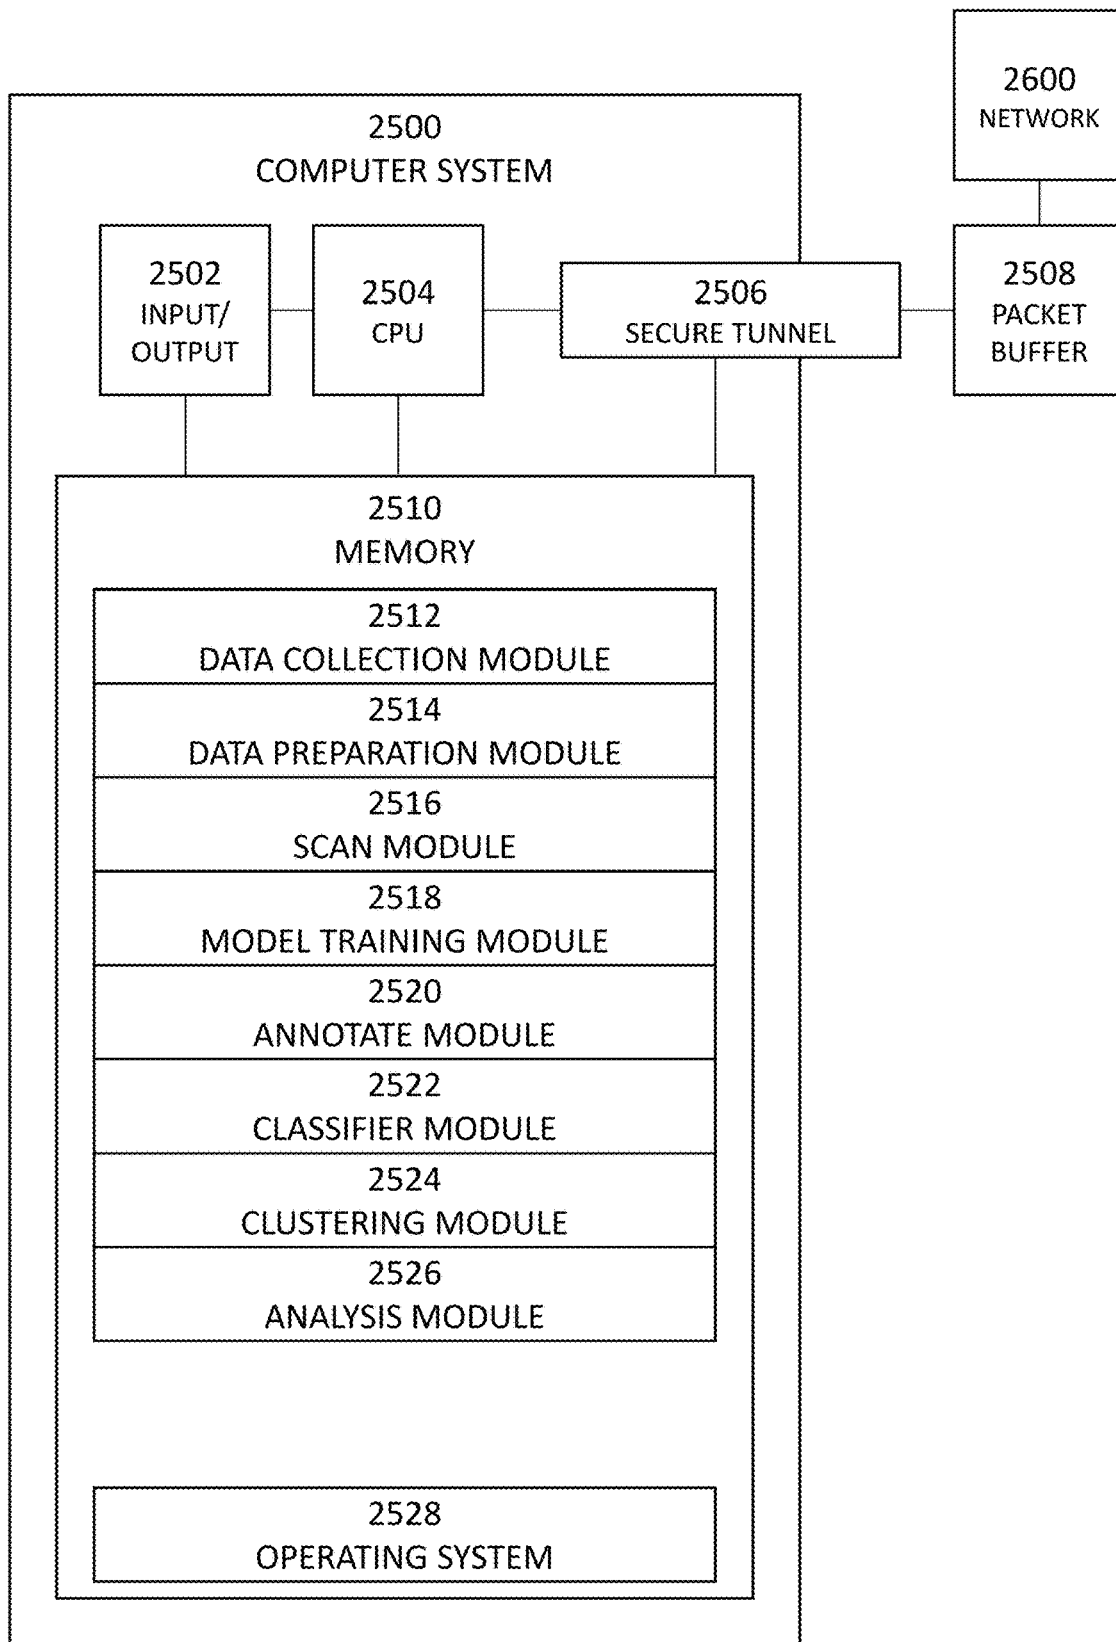 2600
NETWORK
2500
COMPUTER SYSTEM
2502
INPUT/
OUTPUT
2504
CPU
2506
SECURE TUNNEL
2508
PACKET
BUFFER
2510
MEMORY
2512
DATA COLLECTION MODULE
2514
DATA PREPARATION MODULE
2516
SCAN MODULE
2518
MODEL TRAINING MODULE
2520
ANNOTATE MODULE
2522
CLASSIFIER MODULE
2524
CLUSTERING MODULE
2526
ANALYSIS MODULE
2528
OPERATING SYSTEM